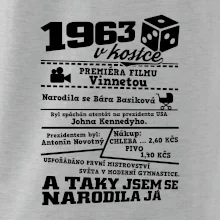 1963
v kostce
PREMIÉRA FILMU
Vinnetou
Narodila se Bára Basiková
Byl spáchán atentát na prezidenta USA
Johna Kennedyho.
Prezidentem byl:
Antonín Novotný
Nákup:
CHLEBA ... 2,60 KČS
PIVO
1,40 KČS
USPOŘÁDÁNO PRVNÍ MISTROVSTVÍ
SVĚTA V MODERNÍ GYMNASTICE.
A TAKY JSEM SE
NARODILA JÁ